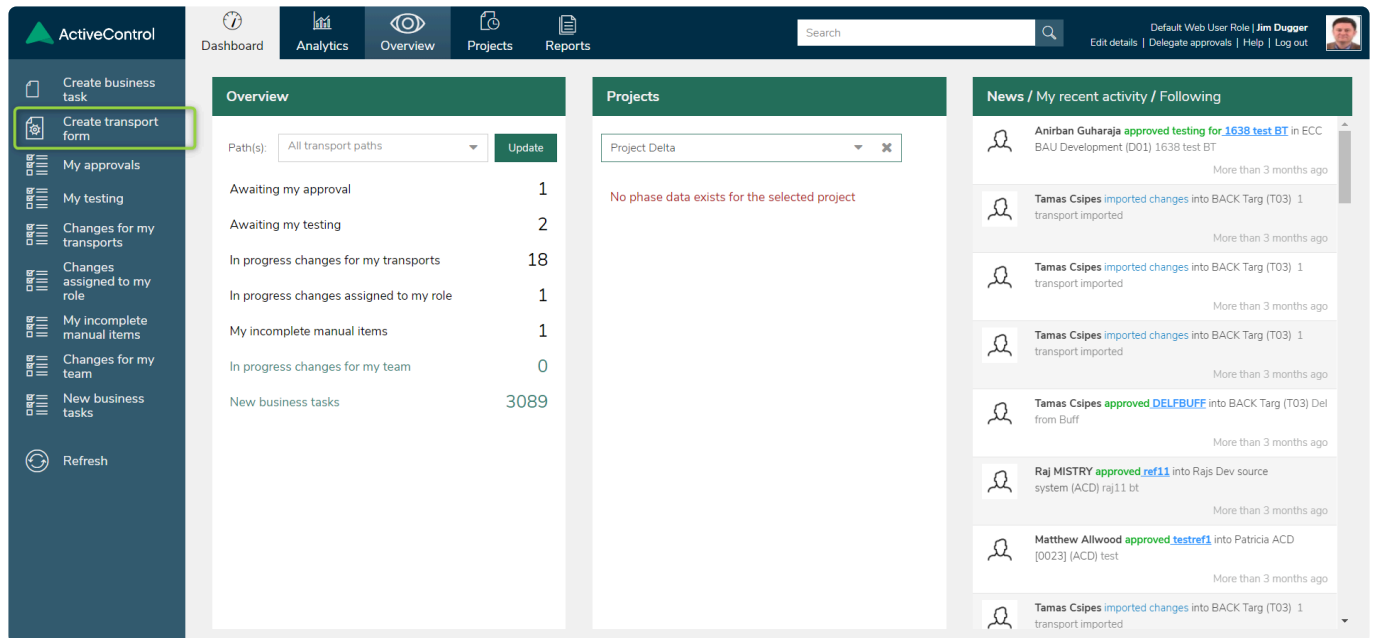 ActiveControl
Dashboard
Analytics
Overview
Projects
Reports
Search
Default Web User Role | Jim Dugger
Edit details | Delegate approvals | Help | Log out
Create business
task
Create transport
form
My approvals
My testing
Changes for my
transports
Changes
assigned to my
role
My incomplete
manual items
Changes for my
team
New business
tasks
Refresh
Overview
Path(s): All transport paths Update
Awaiting my approval 1
Awaiting my testing 2
In progress changes for my transports 18
In progress changes assigned to my role 1
My incomplete manual items 1
In progress changes for my team 0
New business tasks 3089
Projects
Project Delta
No phase data exists for the selected project
News / My recent activity / Following
Anirban Guharaja approved testing for 1638 test BT in ECC
BAU Development (D01) 1638 test BT
More than 3 months ago
Tamas Csipes imported changes into BACK Targ (T03) 1
transport imported
More than 3 months ago
Tamas Csipes imported changes into BACK Targ (T03) 1
transport imported
More than 3 months ago
Tamas Csipes imported changes into BACK Targ (T03) 1
transport imported
More than 3 months ago
Tamas Csipes approved DELFBUFF into BACK Targ (T03) Del
from Buff
More than 3 months ago
Raj MISTRY approved ref11 into Rajs Dev source
system (ACD) raj11 bt
More than 3 months ago
Matthew Allwood approved testref1 into Patricia ACD
[0023] (ACD) test
More than 3 months ago
Tamas Csipes imported changes into BACK Targ (T03) 1
transport imported